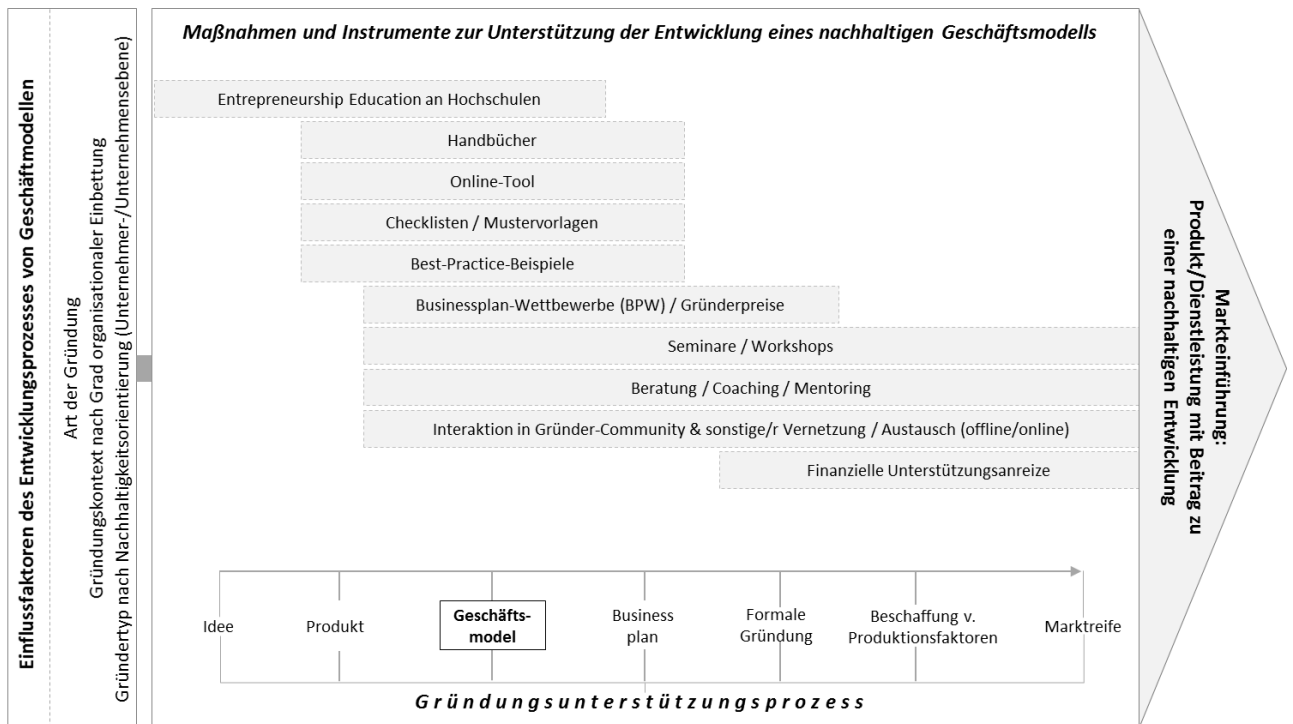 Einflussfaktoren des Entwicklungsprozesses von Geschäftmodellen
Art der Gründung
Gründungskontext nach Grad organisationaler Einbettung
Gründertyp nach Nachhaltigkeitsorientierung (Unternehmer-/Unternehmensebene)
Maßnahmen und Instrumente zur Unterstützung der Entwicklung eines nachhaltigen Geschäftsmodells
Entrepreneurship Education an Hochschulen
Handbücher
Online-Tool
Checklisten / Mustervorlagen
Best-Practice-Beispiele
Businessplan-Wettbewerbe (BPW) / Gründerpreise
Seminare / Workshops
Beratung / Coaching / Mentoring
Interaktion in Gründer-Community & sonstige/r Vernetzung / Austausch (offline/online)
Finanzielle Unterstützungsanreize
Idee
Produkt
Geschäfts-
model
Business
plan
Formale
Gründung
Beschaffung v.
Produktionsfaktoren
Marktreife
Gründungsunterstützungsprozess
Markteinführung:
Produkt/Dienstleistung mit Beitrag zu
einer nachhaltigen Entwicklung